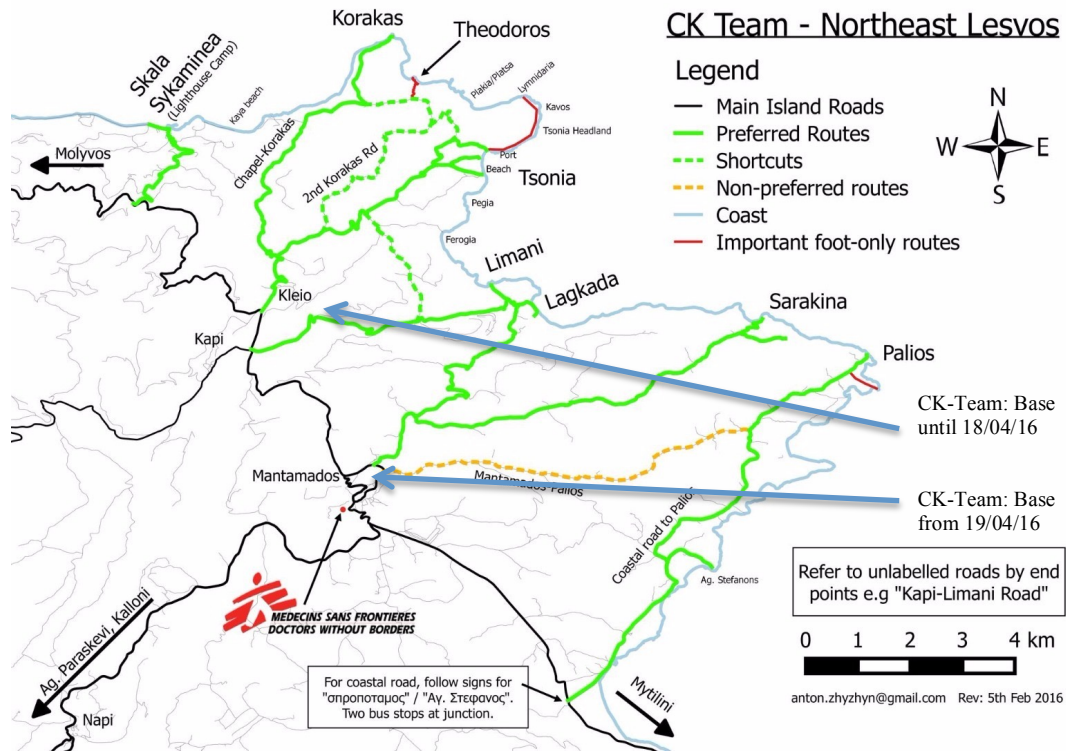 CK Team - Northeast Lesvos
Legend
Main Island Roads
Preferred Routes
Shortcuts
Non-preferred routes
Coast
Important foot-only routes
N
W
E
S
Korakas
Theodoros
Skala
Sykaminea
(Lighthouse Camp)
Kaya beach
Molyvos
Chapel-Korakas
2nd Korakas Rd
Plakia/Platsa
Lymnidaria
Kavos
Tsonia Headland
Port
Beach
Tsonia
Pegia
Ferogia
Limani
Lagkada
Kleio
Kapi
Sarakina
Palios
CK-Team: Base
until 18/04/16
Mantamados
Mantamados-Palios
CK-Team: Base
from 19/04/16
Coastal road to Palios
Ag. Stefanons
MEDECINS SANS FRONTIERES
DOCTORS WITHOUT BORDERS
Refer to unlabelled roads by end
points e.g "Kapi-Limani Road"
0 1 2 3 4 km
anton.zhyzhyn@gmail.com Rev: 5th Feb 2016
Ag. Paraskevi, Kalloni
Napi
For coastal road, follow signs for
"σπροποταμος" / "Αγ. Στεφανος".
Two bus stops at junction.
Mytilini